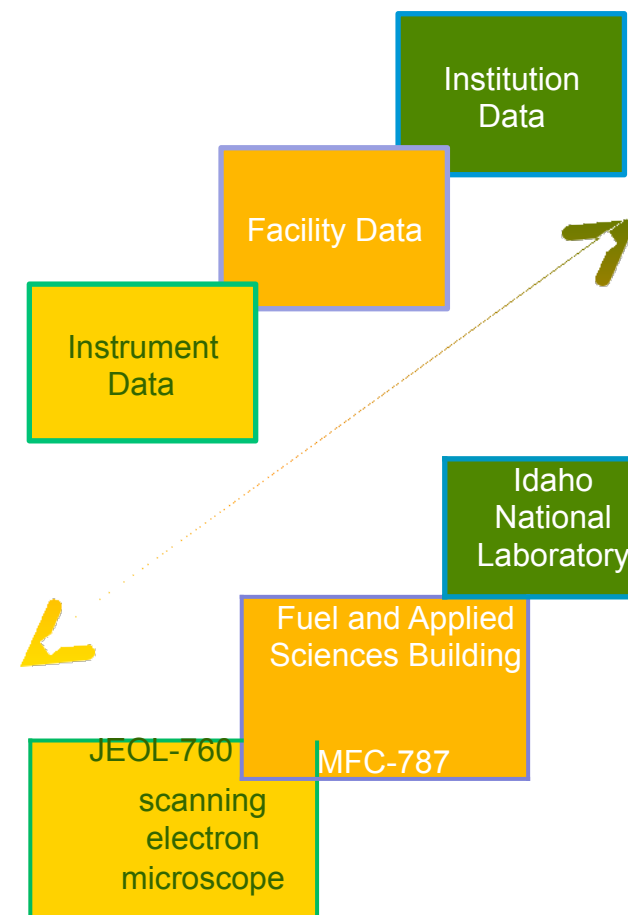 Institution
Data
Facility Data
Instrument
Data
Idaho
National
Laboratory
Fuel and Applied
Sciences Building
MFC-787
JEOL-760
scanning
electron
microscope